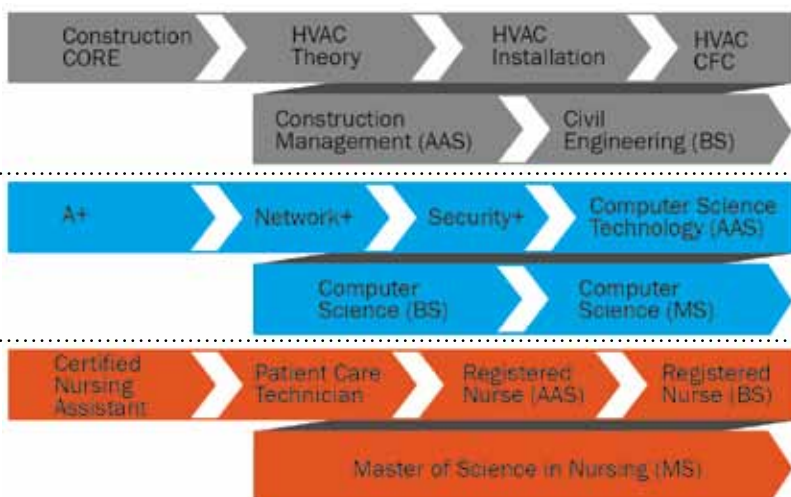 Construction
CORE
HVAC
Theory
HVAC
Installation
HVAC
CFC
Construction
Management (AAS)
Civil
Engineering (BS)
A+
Network+
Security+
Computer Science
Technology (AAS)
Computer
Science (BS)
Computer
Science (MS)
Certified
Nursing
Assistant
Patient Care
Technician
Registered
Nurse (AAS)
Registered
Nurse (BS)
Master of Science in Nursing (MS)